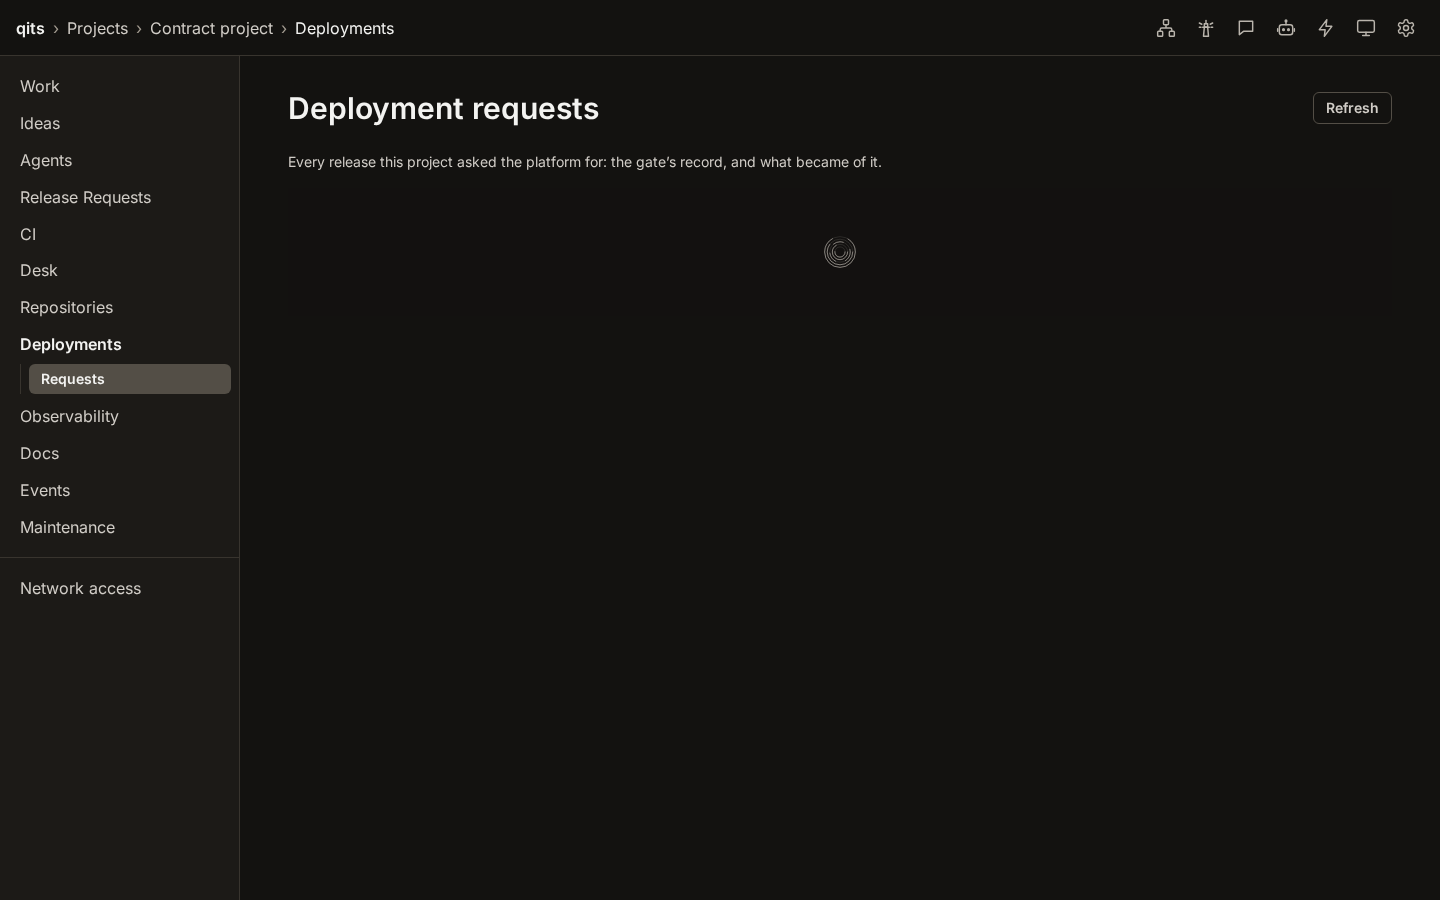 qits › Projects › Contract project › Deployments
Work
Ideas
Agents
Release Requests
CI
Desk
Repositories
Deployments
Requests
Observability
Docs
Events
Maintenance
Network access
Deployment requests
Refresh
Every release this project asked the platform for: the gate’s record, and what became of it.